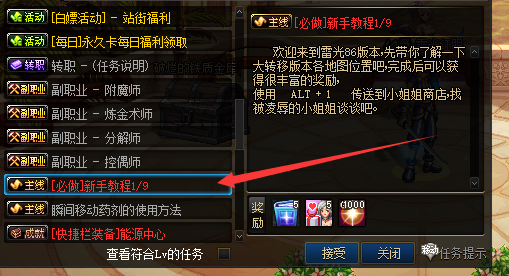 活动 [白嫖活动] - 站街福利
活动 [每日]永久卡每日福利领取
转职 转职 - (任务说明)
副职业 副职业 - 附魔师
副职业 副职业 - 炼金术师
副职业 副职业 - 分解师
副职业 副职业 - 控偶师
主线 [必做]新手教程1/9
主线 瞬间移动药剂的使用方法
成就 [快捷栏装备]能源中心
查看符合Lv的任务
主线 [必做]新手教程1/9
欢迎来到雷光86版本,先带你了解一下
大转移版本各地图位置吧,完成后可以获
得很丰富的奖励,
使用 ALT + 1 传送到小姐姐商店,找
被凌辱的小姐姐谈谈吧。
奖励
5
5
1000
接受
关闭
移动
任务提示